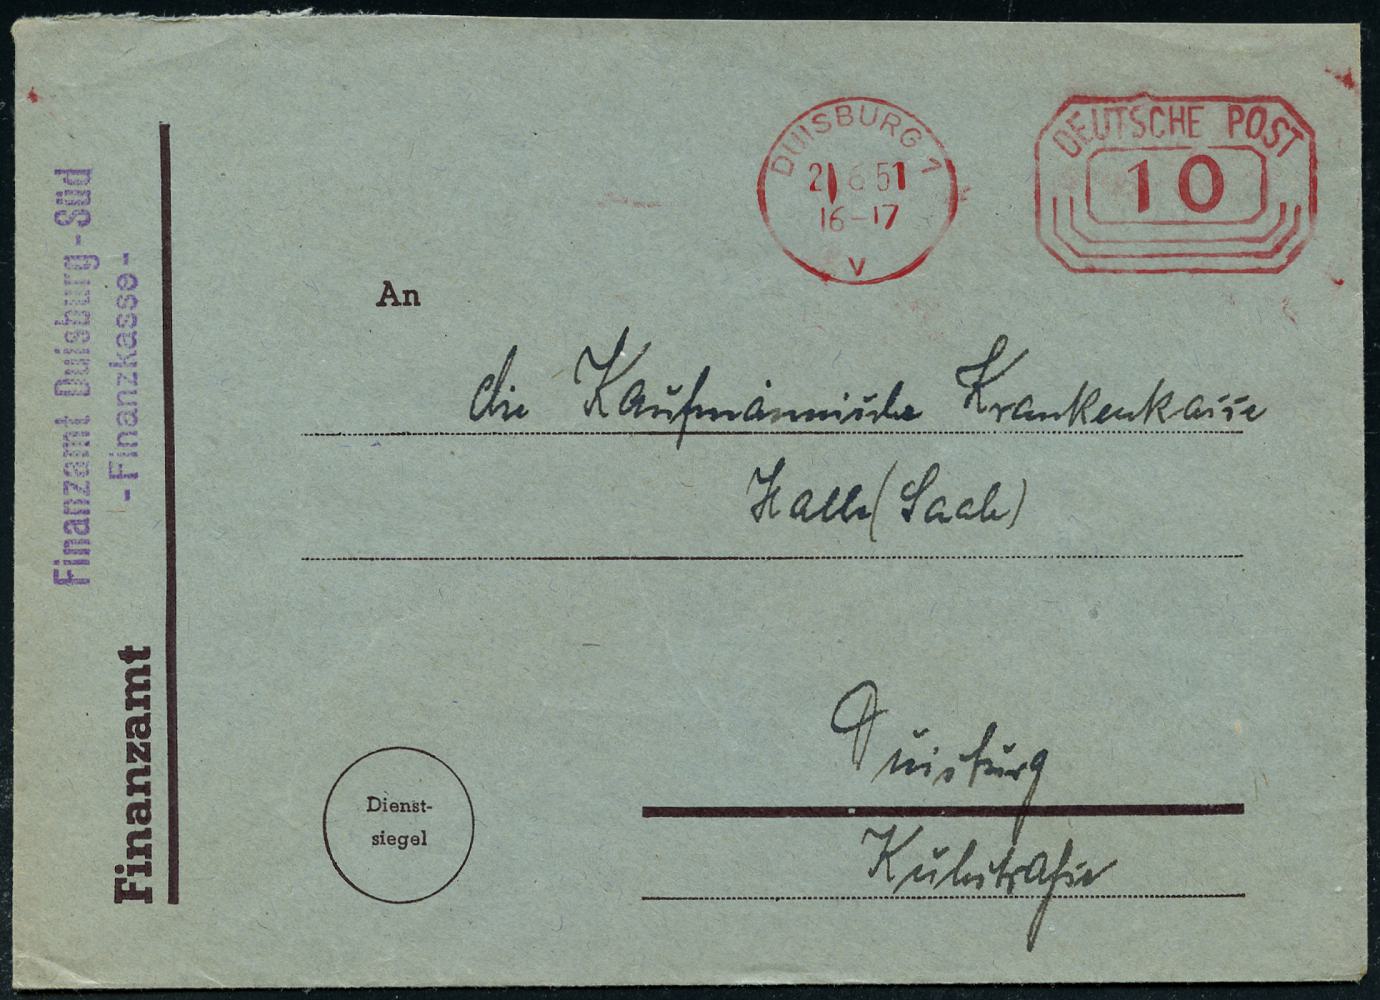 Finanzamt Duisburg-Süd
-Finanzkasse-
Finanzamt
DUISBURG 1
21 6 51
16-17
V
DEUTSCHE POST
10
An
die Kaufmännische Krankenkasse
Halle (Saale)
Duisburg
Kuhstraße
Dienst-
siegel